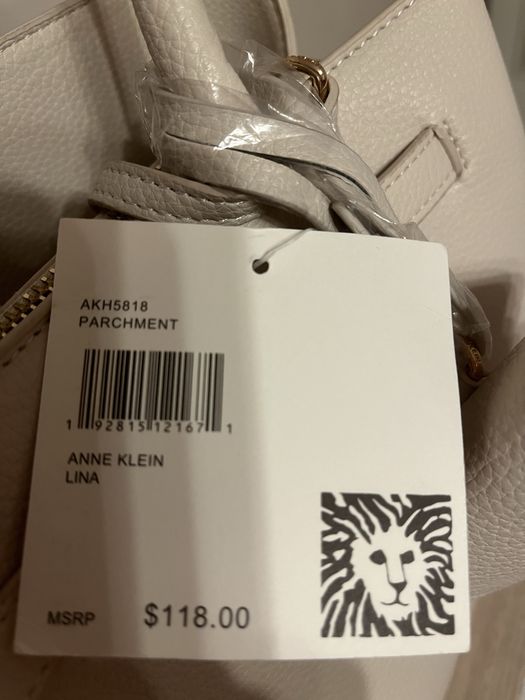 AKH5818
PARCHMENT
1 92815 12167 1
ANNE KLEIN
LINA
MSRP $118.00